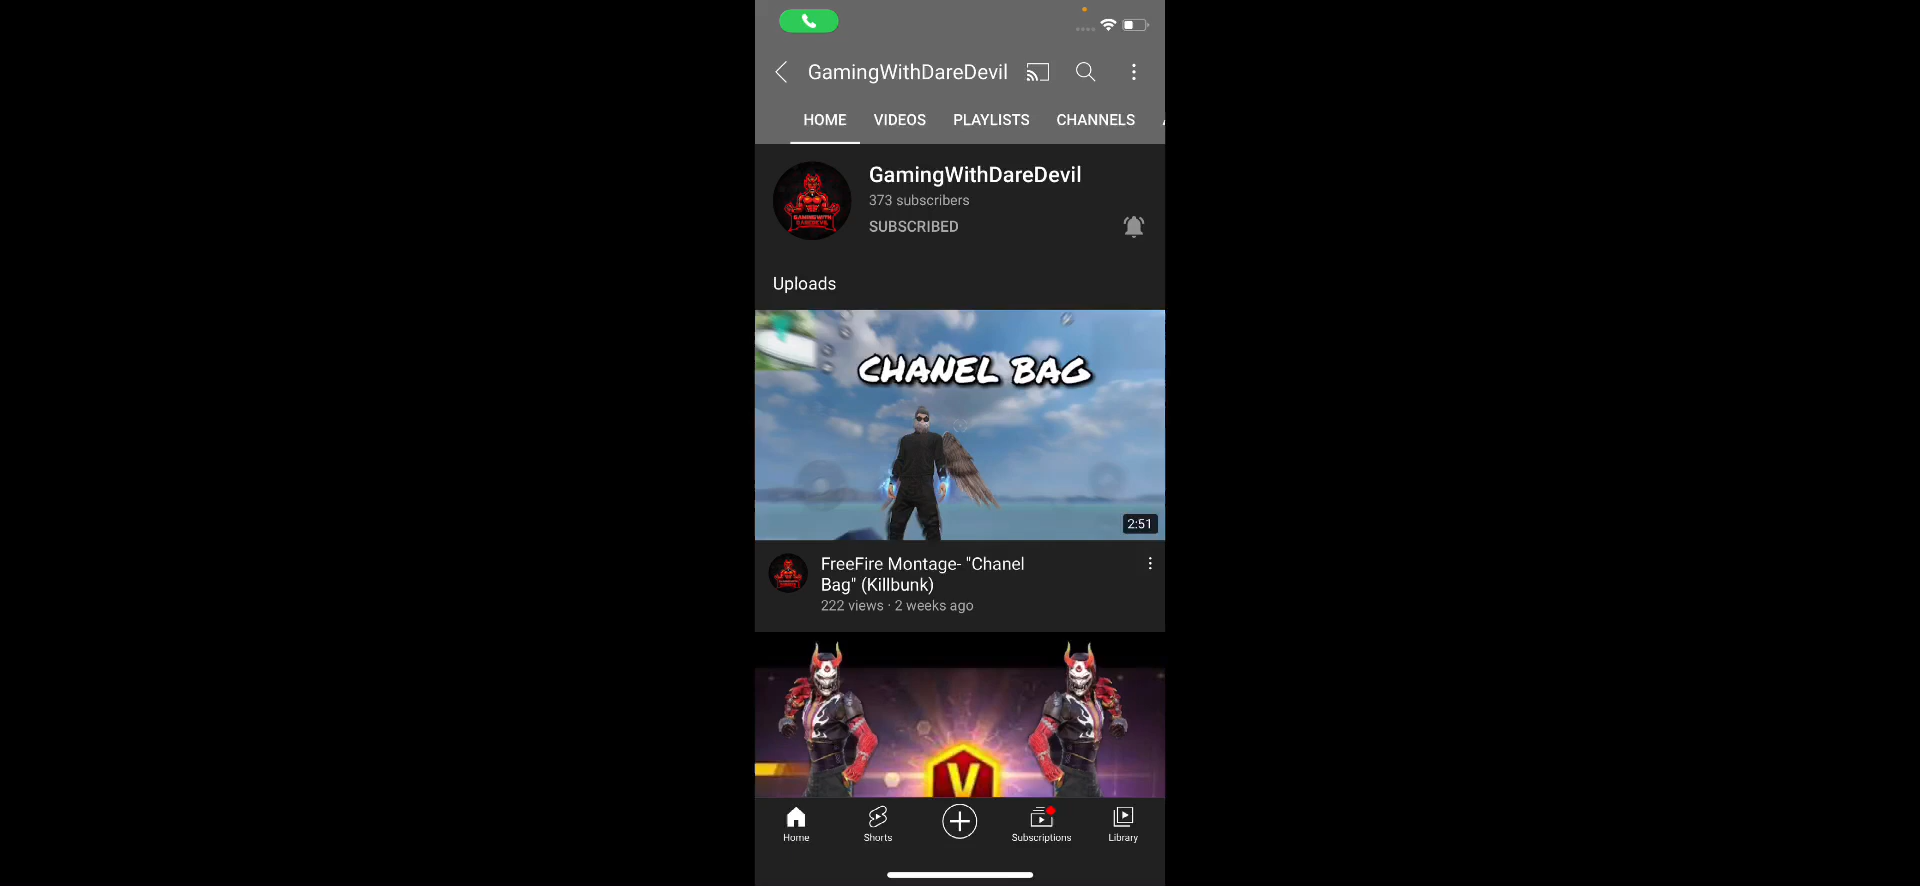 GamingWithDareDevil
HOME VIDEOS PLAYLISTS CHANNELS
GamingWithDareDevil
373 subscribers
SUBSCRIBED
Uploads
CHANEL BAG
2:51
FreeFire Montage- "Chanel
Bag" (Killbunk)
222 views · 2 weeks ago
V
Home Shorts Subscriptions Library